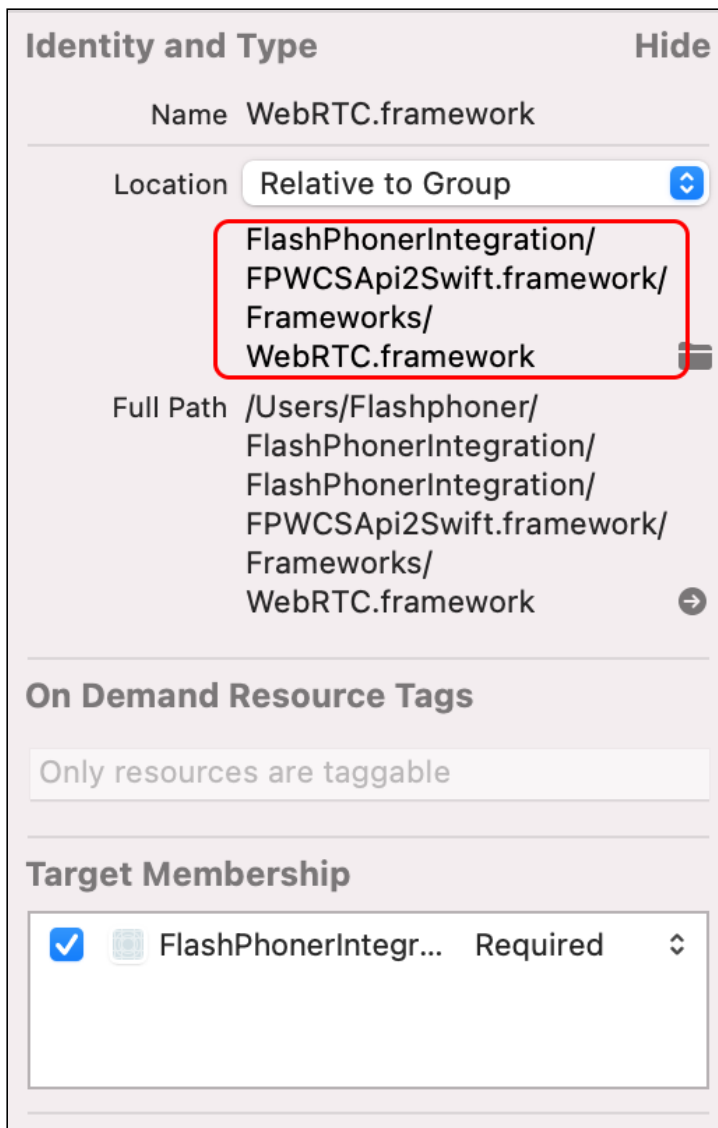 Identity and Type Hide
Name WebRTC.framework
Location Relative to Group
FlashPhonerIntegration/
FPWCSApi2Swift.framework/
Frameworks/
WebRTC.framework
Full Path /Users/Flashphoner/
FlashPhonerIntegration/
FlashPhonerIntegration/
FPWCSApi2Swift.framework/
Frameworks/
WebRTC.framework
On Demand Resource Tags
Only resources are taggable
Target Membership
FlashPhonerIntegr... Required